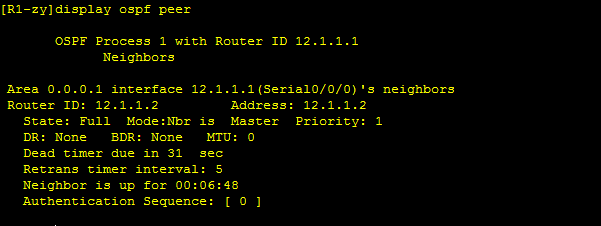 [R1-zy]display ospf peer
OSPF Process 1 with Router ID 12.1.1.1
Neighbors
Area 0.0.0.1 interface 12.1.1.1(Serial0/0/0)'s neighbors
Router ID: 12.1.1.2          Address: 12.1.1.2
State: Full  Mode:Nbr is  Master  Priority: 1
DR: None   BDR: None   MTU: 0
Dead timer due in 31  sec
Retrans timer interval: 5
Neighbor is up for 00:06:48
Authentication Sequence: [ 0 ]